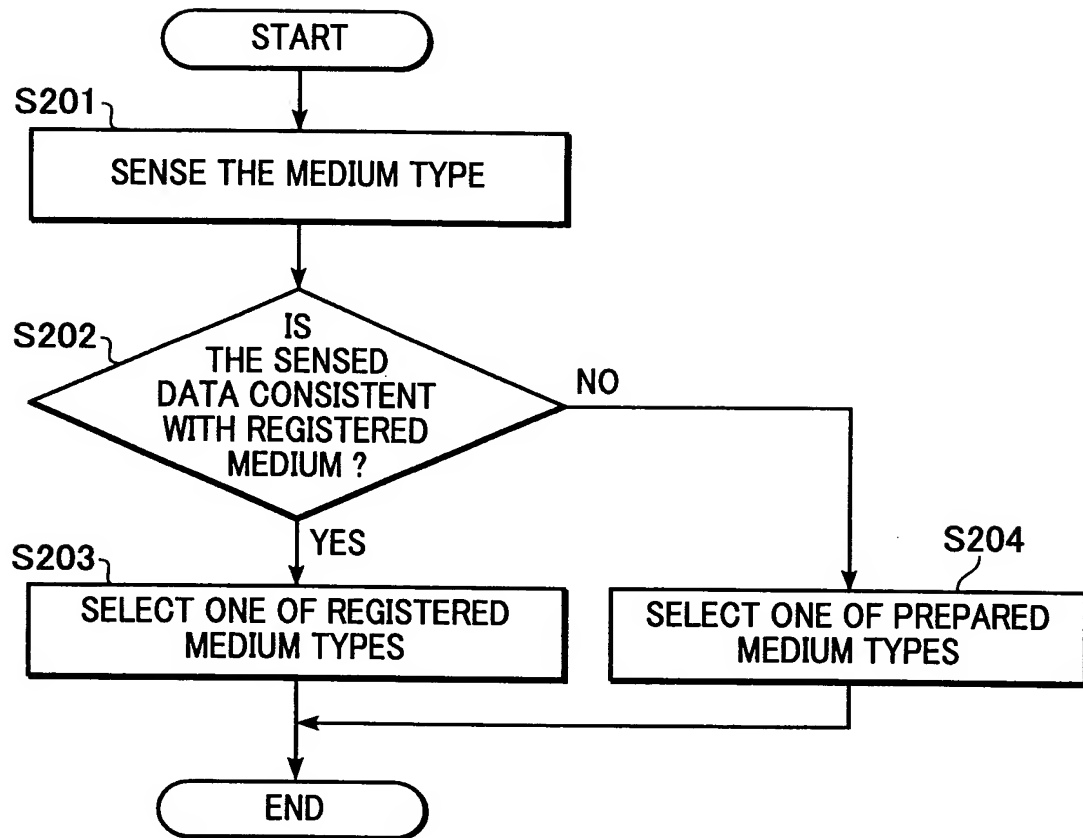 START
S201
SENSE THE MEDIUM TYPE
S202
IS
THE SENSED
DATA CONSISTENT
WITH REGISTERED
MEDIUM ?
NO
YES
S203
SELECT ONE OF REGISTERED
MEDIUM TYPES
S204
SELECT ONE OF PREPARED
MEDIUM TYPES
END